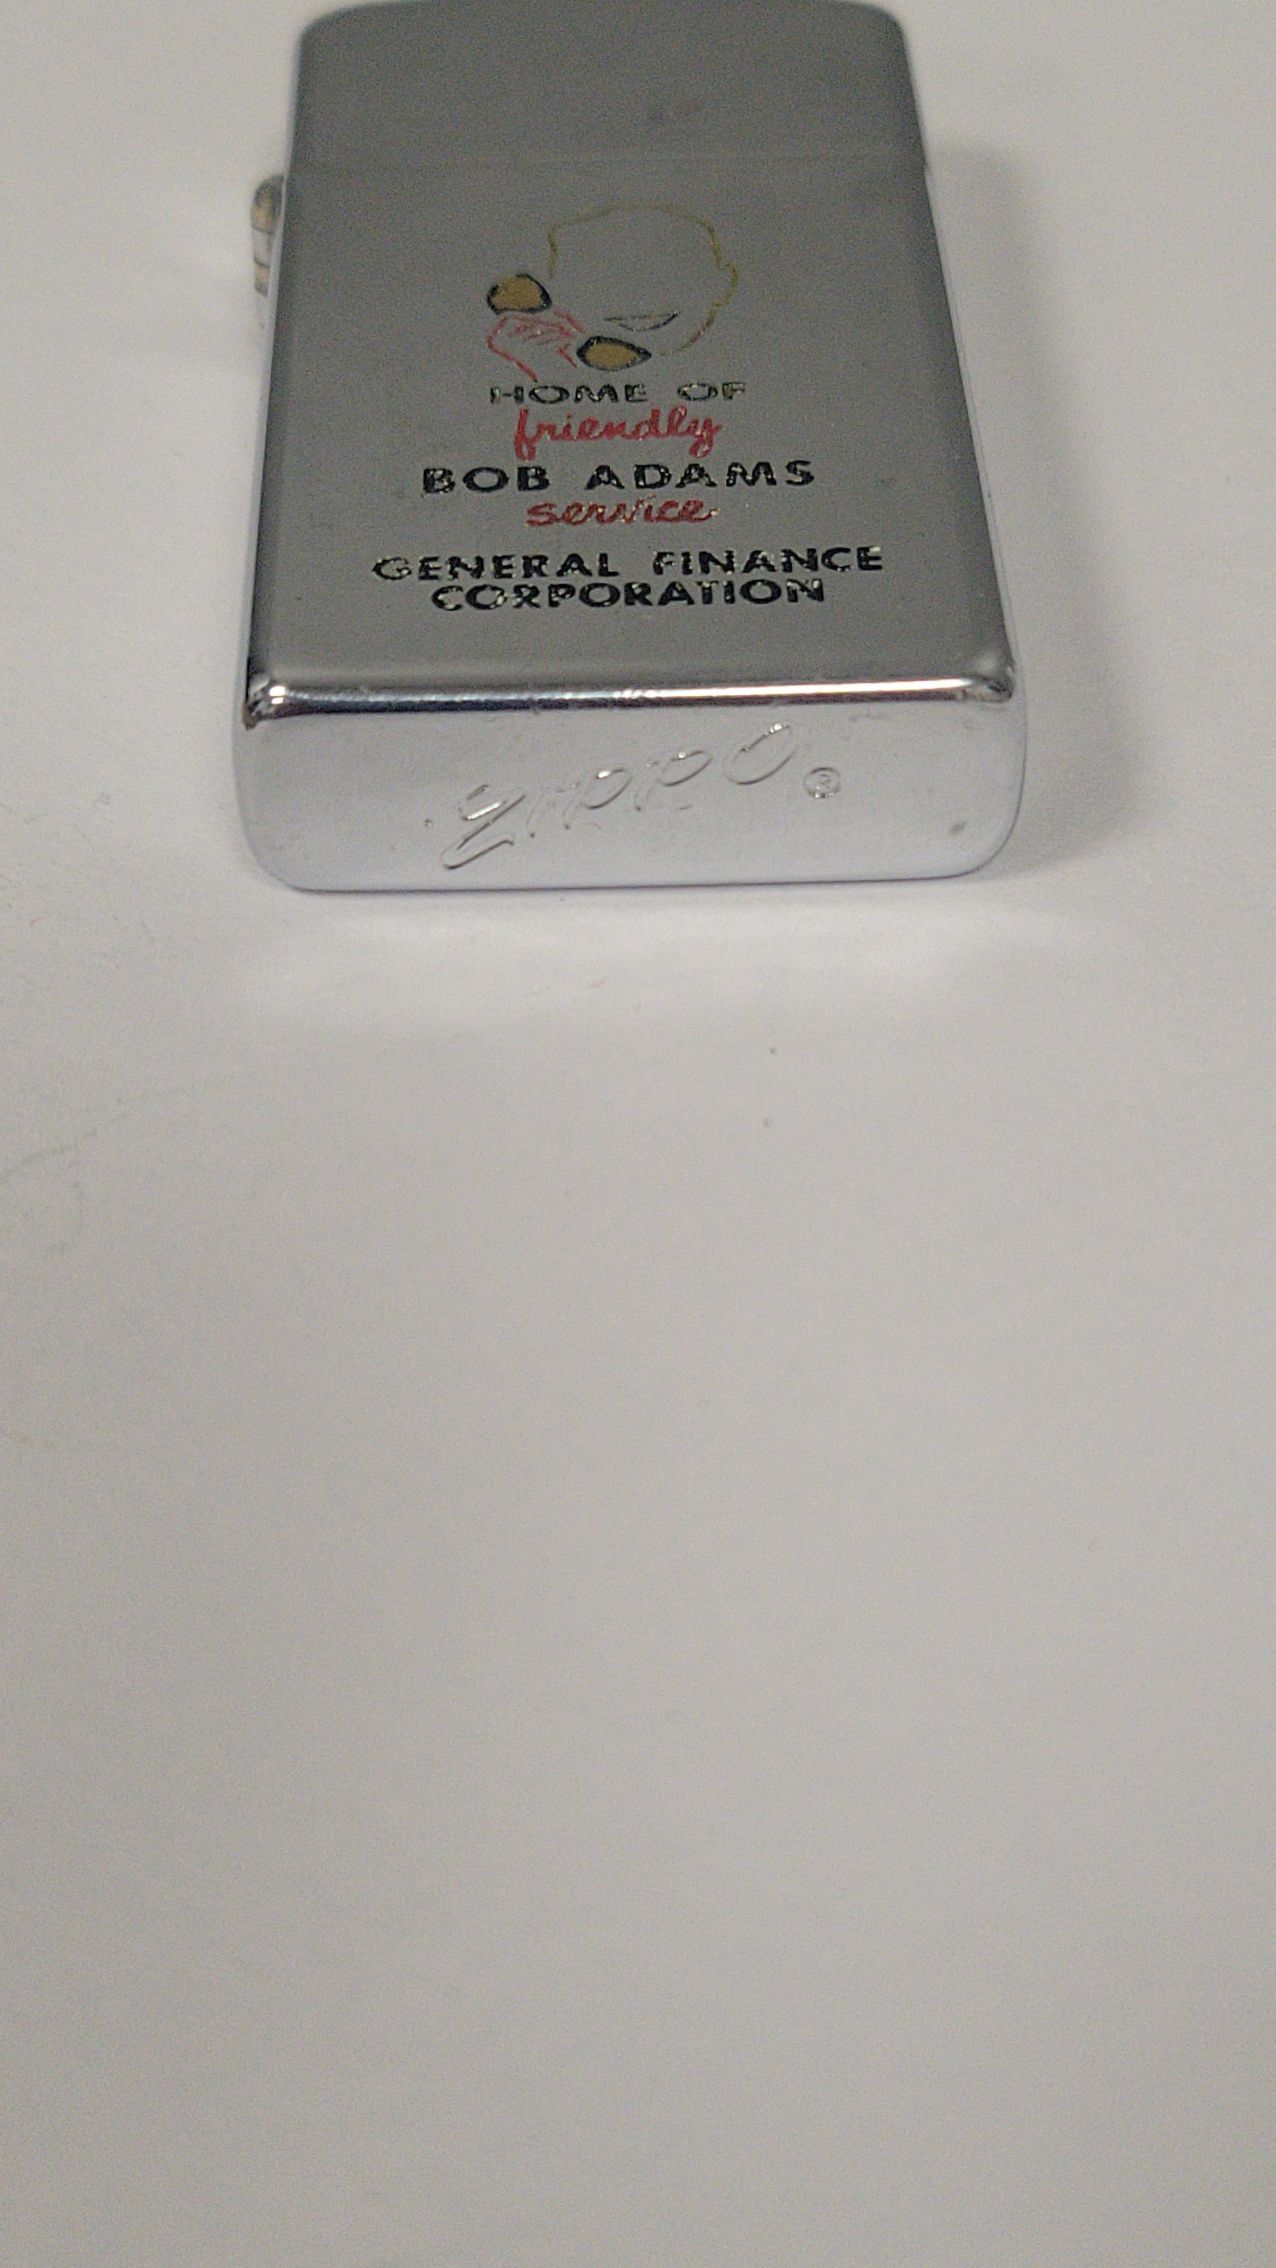 HOME OF
friendly
BOB ADAMS
service
GENERAL FINANCE
CORPORATION
ZIPPO ®